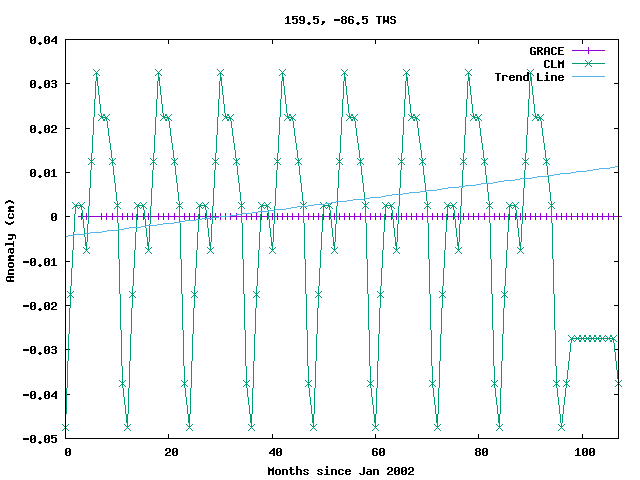 159.5, -86.5 TWS
GRACE
CLM
Trend Line
0.04
0.03
0.02
0.01
0
-0.01
-0.02
-0.03
-0.04
-0.05
Anomaly (cm)
0 20 40 60 80 100
Months since Jan 2002